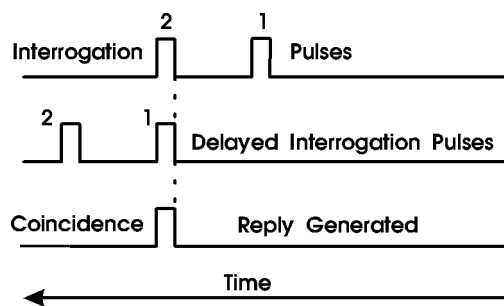 2 1
Interrogation Pulses
2 1
Delayed Interrogation Pulses
Coincidence Reply Generated
Time